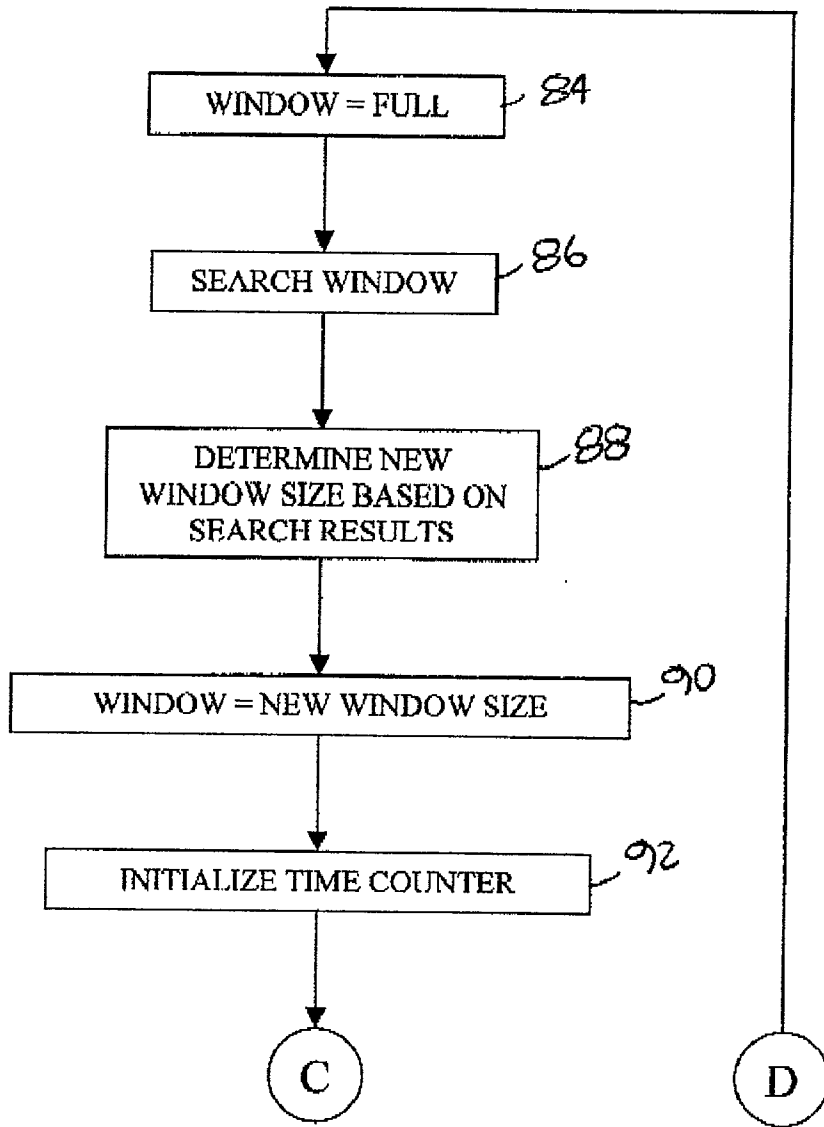 WINDOW = FULL
84
SEARCH WINDOW
86
DETERMINE NEW
WINDOW SIZE BASED ON
SEARCH RESULTS
88
WINDOW = NEW WINDOW SIZE
90
INITIALIZE TIME COUNTER
92
C
D